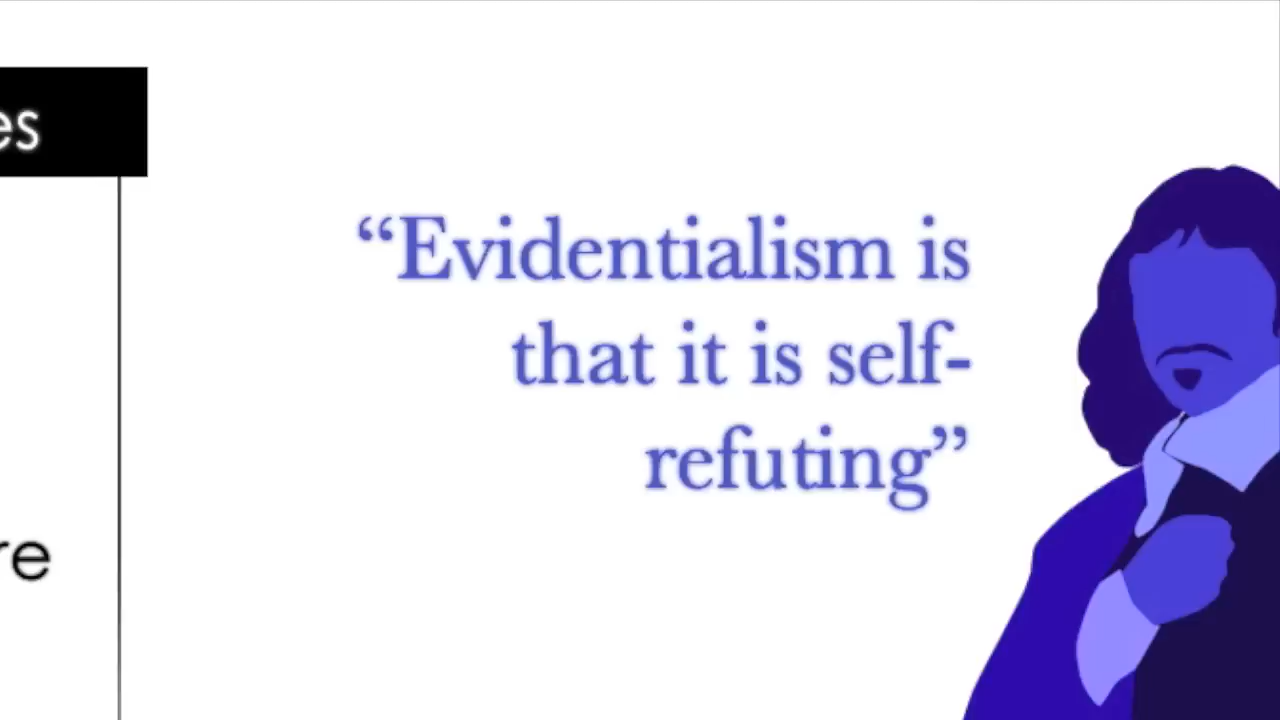 es
“Evidentialism is
that it is self-
refuting”
re